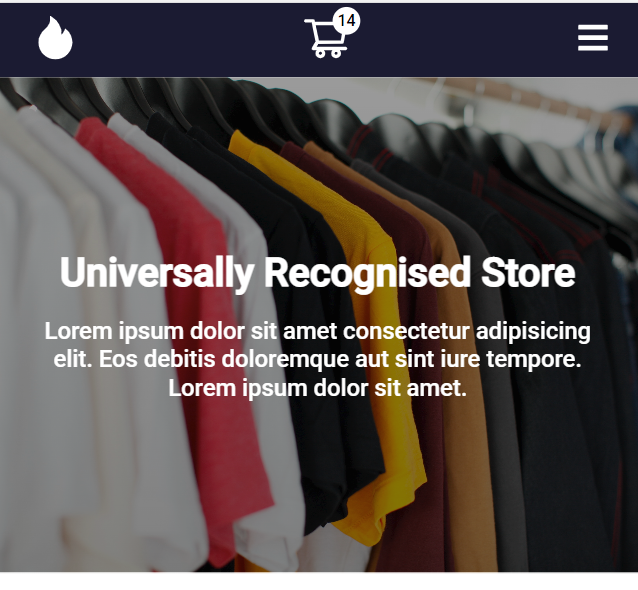 14
Universally Recognised Store
Lorem ipsum dolor sit amet consectetur adipisicing
elit. Eos debitis doloremque aut sint iure tempore.
Lorem ipsum dolor sit amet.